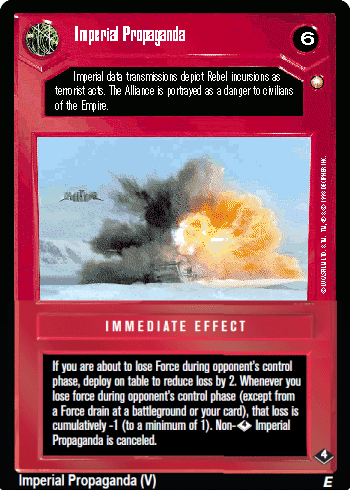 Imperial Propaganda
6
Imperial data transmissions depict Rebel incursions as
terrorist acts. The Alliance is portrayed as a danger to civilians
of the Empire.
IMMEDIATE EFFECT
If you are about to lose Force during opponent's control
phase, deploy on table to reduce loss by 2. Whenever you
lose force during opponent's control phase (except from
a Force drain at a battleground or your card), that loss is
cumulatively -1 (to a minimum of 1). Non- Imperial
Propaganda is canceled.
4
Imperial Propaganda (V)
E